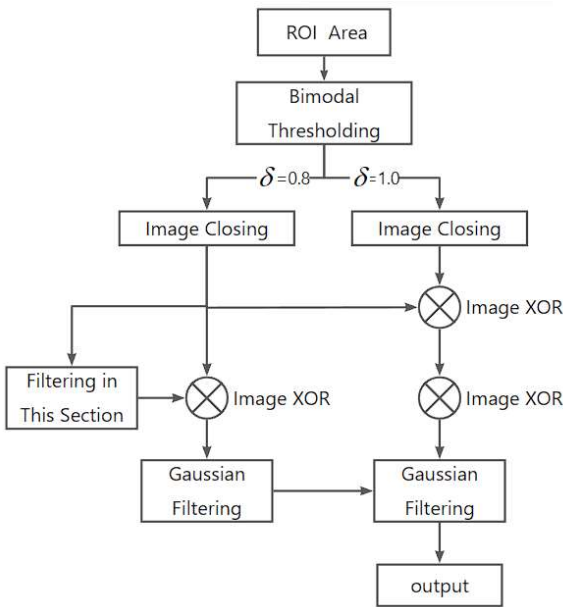 ROI Area
Bimodal
Thresholding
δ=0.8 δ=1.0
Image Closing
Image Closing
Image XOR
Filtering in
This Section
Image XOR
Image XOR
Gaussian
Filtering
Gaussian
Filtering
output